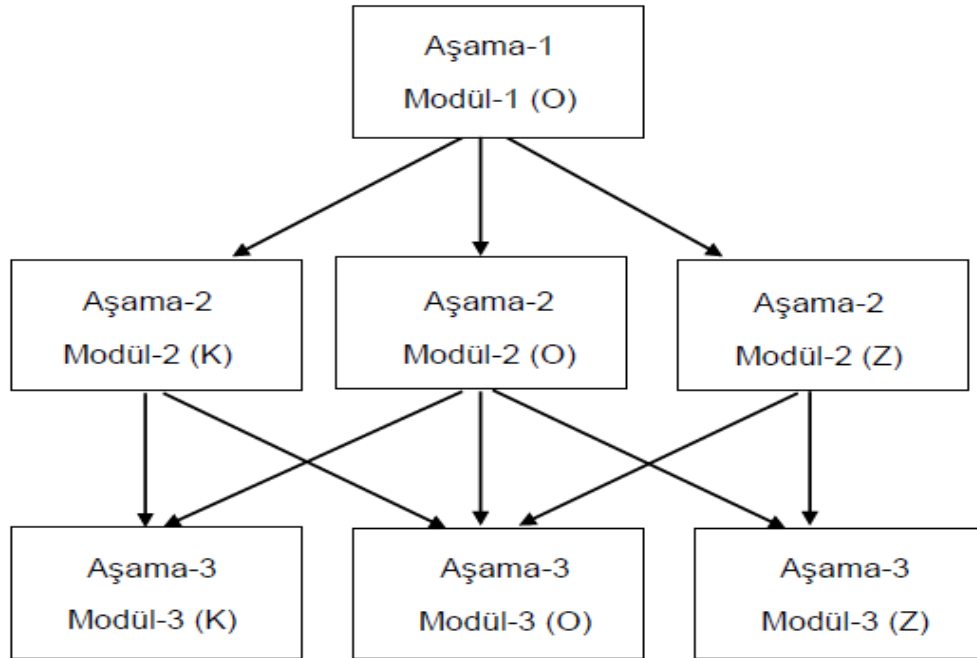 Aşama-1
Modül-1 (O)
Aşama-2
Modül-2 (K)
Aşama-2
Modül-2 (O)
Aşama-2
Modül-2 (Z)
Aşama-3
Modül-3 (K)
Aşama-3
Modül-3 (O)
Aşama-3
Modül-3 (Z)